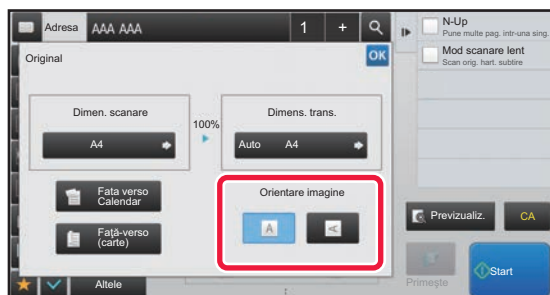 Adresa AAA AAA 1 +
Original
OK
Dimen. scanare
100%
Dimens. trans.
A4
Auto A4
Fata verso
Calendar
Față-verso
(carte)
Orientare imagine
A
A
Altele
N-Up
Pune multe pag. intr-una sing.
Mod scanare lent
Scan orig. hart. subtire
Previzualiz.
CA
Primește
Start